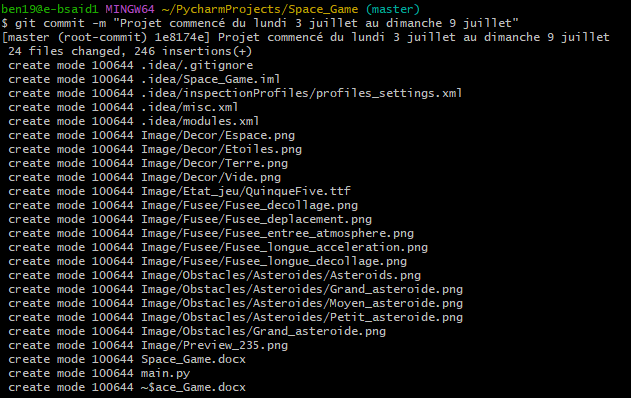 ben19@e-bsaid1 MINGW64 ~/PycharmProjects/Space_Game (master)
$ git commit -m "Projet commencé du lundi 3 juillet au dimanche 9 juillet"
[master (root-commit) 1e8174e] Projet commencé du lundi 3 juillet au dimanche 9 juillet
 24 files changed, 246 insertions(+)
 create mode 100644 .idea/.gitignore
 create mode 100644 .idea/Space_Game.iml
 create mode 100644 .idea/inspectionProfiles/profiles_settings.xml
 create mode 100644 .idea/misc.xml
 create mode 100644 .idea/modules.xml
 create mode 100644 Image/Decor/Espace.png
 create mode 100644 Image/Decor/Etoiles.png
 create mode 100644 Image/Decor/Terre.png
 create mode 100644 Image/Decor/Vide.png
 create mode 100644 Image/Etat_jeu/QuinqueFive.ttf
 create mode 100644 Image/Fusee/Fusee_decollage.png
 create mode 100644 Image/Fusee/Fusee_deplacement.png
 create mode 100644 Image/Fusee/Fusee_entree_atmosphere.png
 create mode 100644 Image/Fusee/Fusee_longue_acceleration.png
 create mode 100644 Image/Fusee/Fusee_longue_decollage.png
 create mode 100644 Image/Obstacles/Asteroides/Asteroids.png
 create mode 100644 Image/Obstacles/Asteroides/Grand_asteroide.png
 create mode 100644 Image/Obstacles/Asteroides/Moyen_asteroide.png
 create mode 100644 Image/Obstacles/Asteroides/Petit_asteroide.png
 create mode 100644 Image/Obstacles/Grand_asteroide.png
 create mode 100644 Image/Preview_235.png
 create mode 100644 Space_Game.docx
 create mode 100644 main.py
 create mode 100644 ~$ace_Game.docx